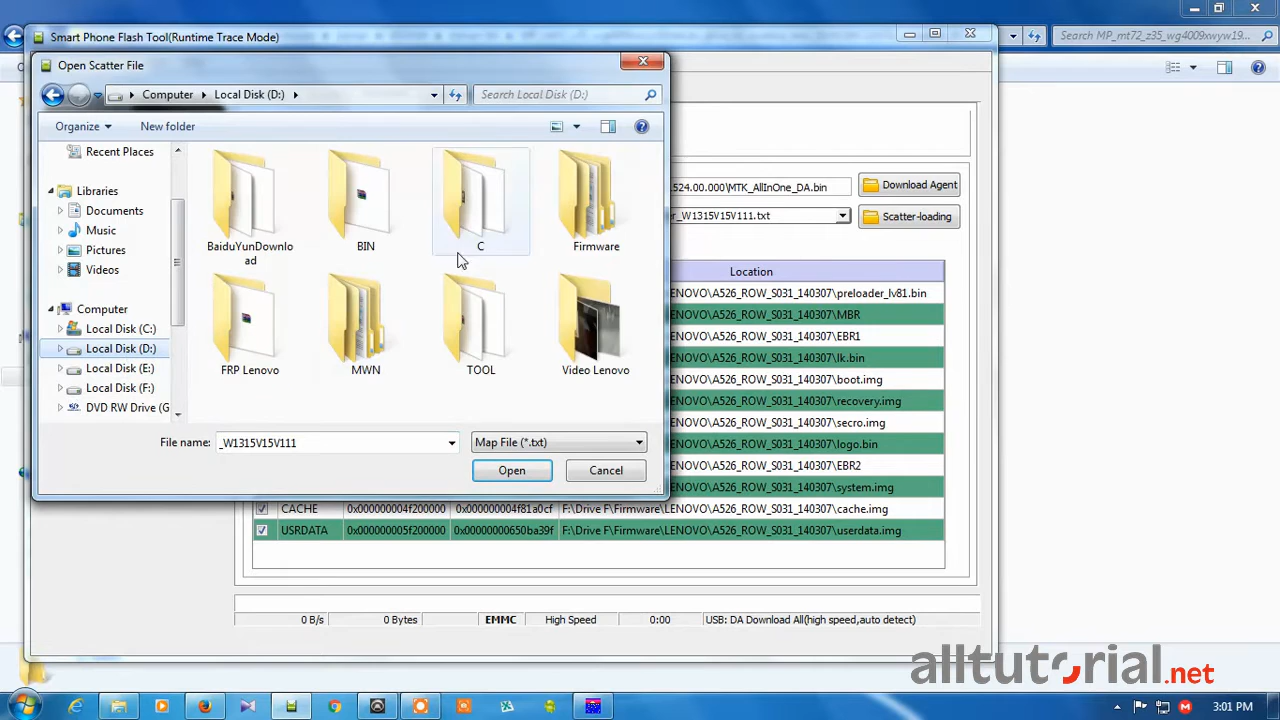 Search MP_mt72_z35_wg4009xwyw19...
Smart Phone Flash Tool(Runtime Trace Mode)
Open Scatter File
Computer
Local Disk (D:)
Search Local Disk (D:)
Organize
New folder
Recent Places
Libraries
Documents
Music
Pictures
Videos
Computer
Local Disk (C:)
Local Disk (D:)
Local Disk (E:)
Local Disk (F:)
DVD RW Drive (G
BaiduYunDownlo
ad
BIN
C
Firmware
FRP Lenovo
MWN
TOOL
Video Lenovo
File name:
_W1315V15V111
Map File (*.txt)
Open
Cancel
524.00.000\MTK_AllInOne_DA.bin
Download Agent
r_W1315V15V111.txt
Scatter-loading
Location
LENOVO\A526_ROW_S031_140307/preloader_lv81.bin
LENOVO\A526_ROW_S031_140307/MBR
LENOVO\A526_ROW_S031_140307/EBR1
LENOVO\A526_ROW_S031_140307/lk.bin
LENOVO\A526_ROW_S031_140307/boot.img
LENOVO\A526_ROW_S031_140307/recovery.img
LENOVO\A526_ROW_S031_140307/secro.img
LENOVO\A526_ROW_S031_140307/logo.bin
LENOVO\A526_ROW_S031_140307/EBR2
LENOVO\A526_ROW_S031_140307/system.img
CACHE 0x000000004f200000 0x000000004f81a0cf F:\Drive F\Firmware\LENOVO\A526_ROW_S031_140307/cache.img
USRDATA 0x000000005f200000 0x00000000650ba39f F:\Drive F\Firmware\LENOVO\A526_ROW_S031_140307/userdata.img
0 B/s
0 Bytes
EMMC
High Speed
0:00
USB: DA Download All(high speed,auto detect)
alltutorial.net
3:01 PM